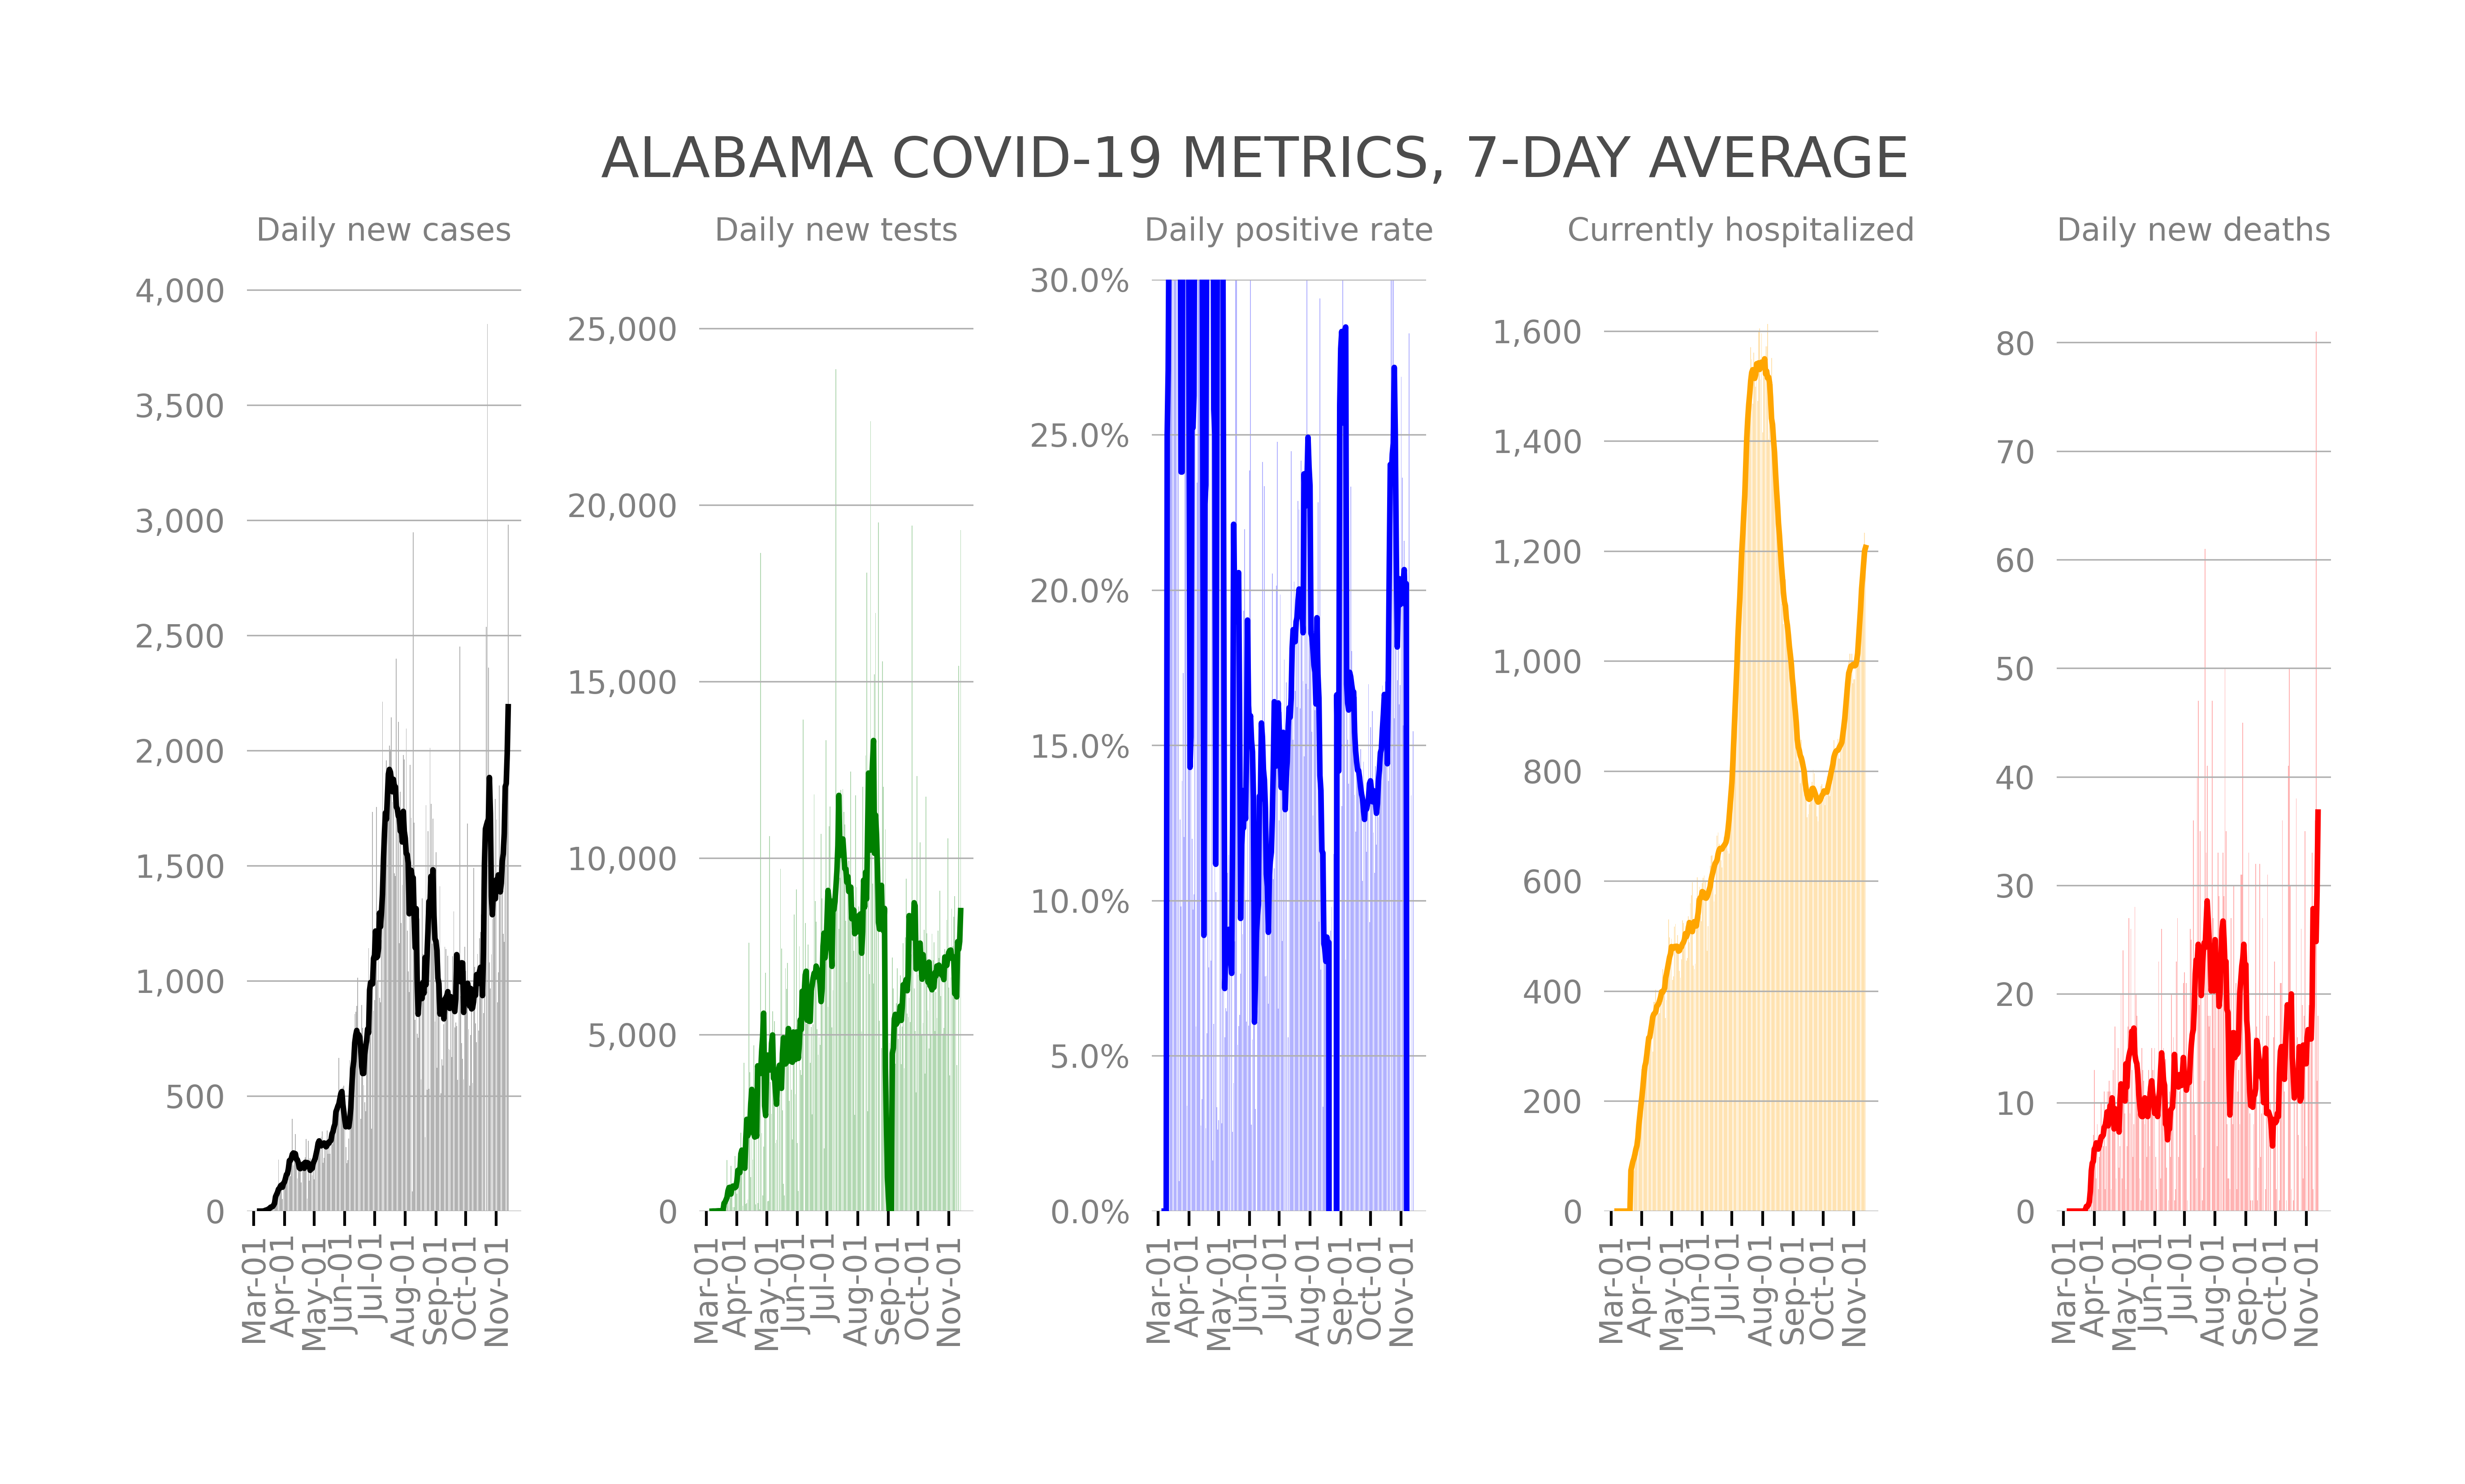 ALABAMA COVID-19 METRICS, 7-DAY AVERAGE
Daily new cases
4,000
3,500
3,000
2,500
2,000
1,500
1,000
500
0
Mar-01
Apr-01
May-01
Jun-01
Jul-01
Aug-01
Sep-01
Oct-01
Nov-01
Daily new tests
25,000
20,000
15,000
10,000
5,000
0
Mar-01
Apr-01
May-01
Jun-01
Jul-01
Aug-01
Sep-01
Oct-01
Nov-01
Daily positive rate
30.0%
25.0%
20.0%
15.0%
10.0%
5.0%
0.0%
Mar-01
Apr-01
May-01
Jun-01
Jul-01
Aug-01
Sep-01
Oct-01
Nov-01
Currently hospitalized
1,600
1,400
1,200
1,000
800
600
400
200
0
Mar-01
Apr-01
May-01
Jun-01
Jul-01
Aug-01
Sep-01
Oct-01
Nov-01
Daily new deaths
80
70
60
50
40
30
20
10
0
Mar-01
Apr-01
May-01
Jun-01
Jul-01
Aug-01
Sep-01
Oct-01
Nov-01